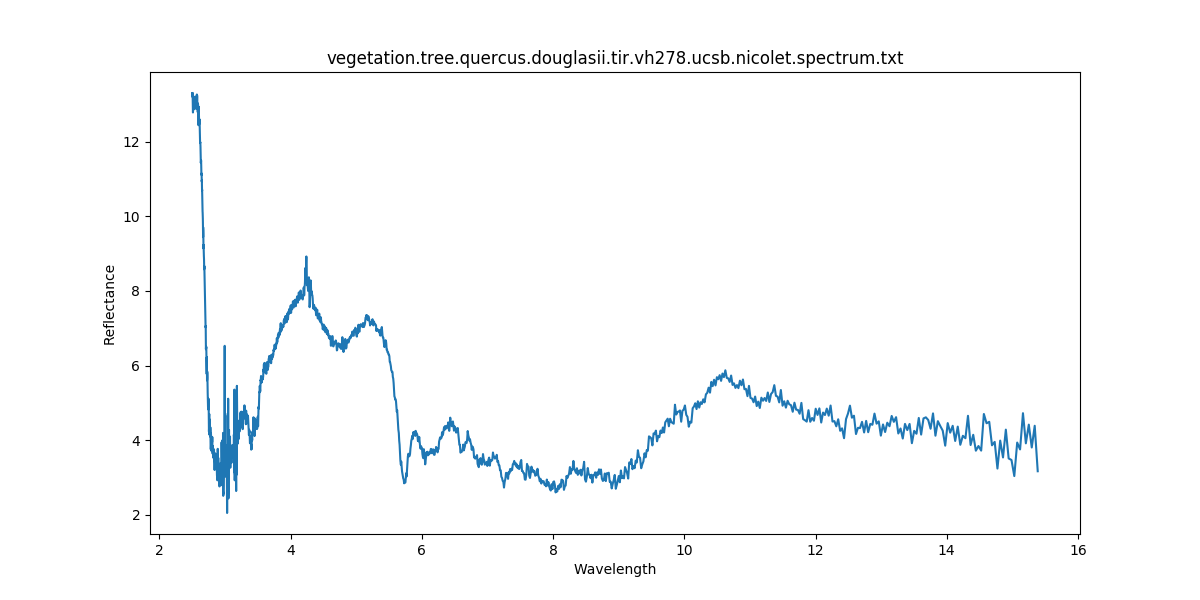 vegetation.tree.quercus.douglasii.tir.vh278.ucsb.nicolet.spectrum.txt
12
10
8
6
4
2
Reflectance
2 4 6 8 10 12 14 16
Wavelength